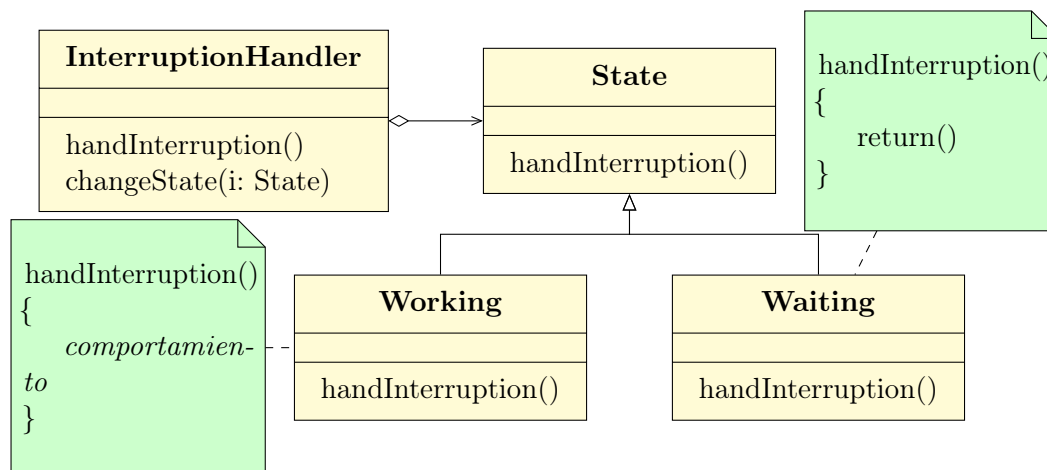 InterruptionHandler
handInterruption()
changeState(i: State)
State
handInterruption()
handInterruption()
{
return()
}
handInterruption()
{
comportamien-
to
}
Working
handInterruption()
Waiting
handInterruption()